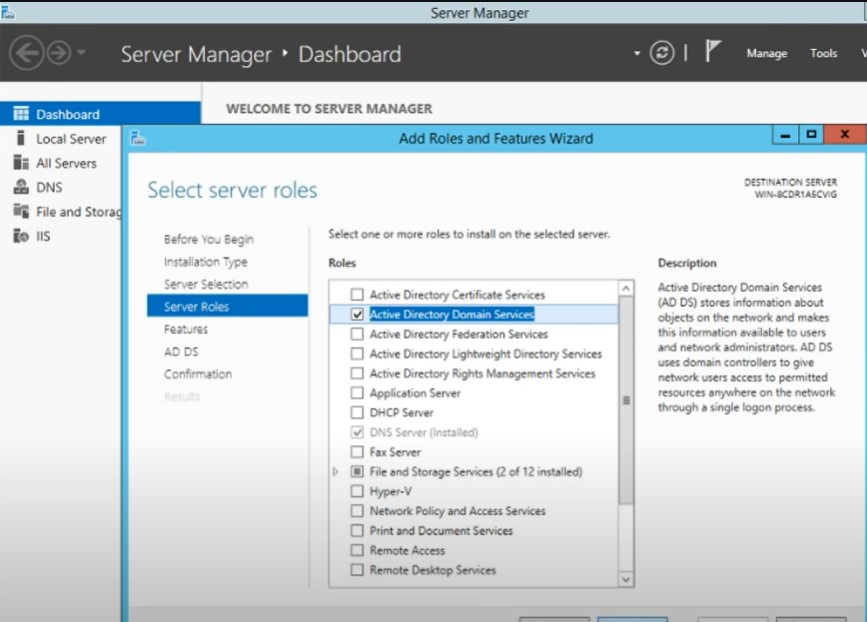 Server Manager
Server Manager ‣ Dashboard
Manage Tools
Dashboard
Local Server
All Servers
DNS
File and Storag
IIS
WELCOME TO SERVER MANAGER
Add Roles and Features Wizard
Select server roles
DESTINATION SERVER
WIN-8CDR1A5CVIG
Before You Begin
Installation Type
Server Selection
Server Roles
Features
AD DS
Confirmation
Results
Select one or more roles to install on the selected server.
Roles
Active Directory Certificate Services
Active Directory Domain Services
Active Directory Federation Services
Active Directory Lightweight Directory Services
Active Directory Rights Management Services
Application Server
DHCP Server
DNS Server (Installed)
Fax Server
File and Storage Services (2 of 12 installed)
Hyper-V
Network Policy and Access Services
Print and Document Services
Remote Access
Remote Desktop Services
Description
Active Directory Domain Services
(AD DS) stores information about
objects on the network and makes
this information available to users
and network administrators. AD DS
uses domain controllers to give
network users access to permitted
resources anywhere on the network
through a single logon process.